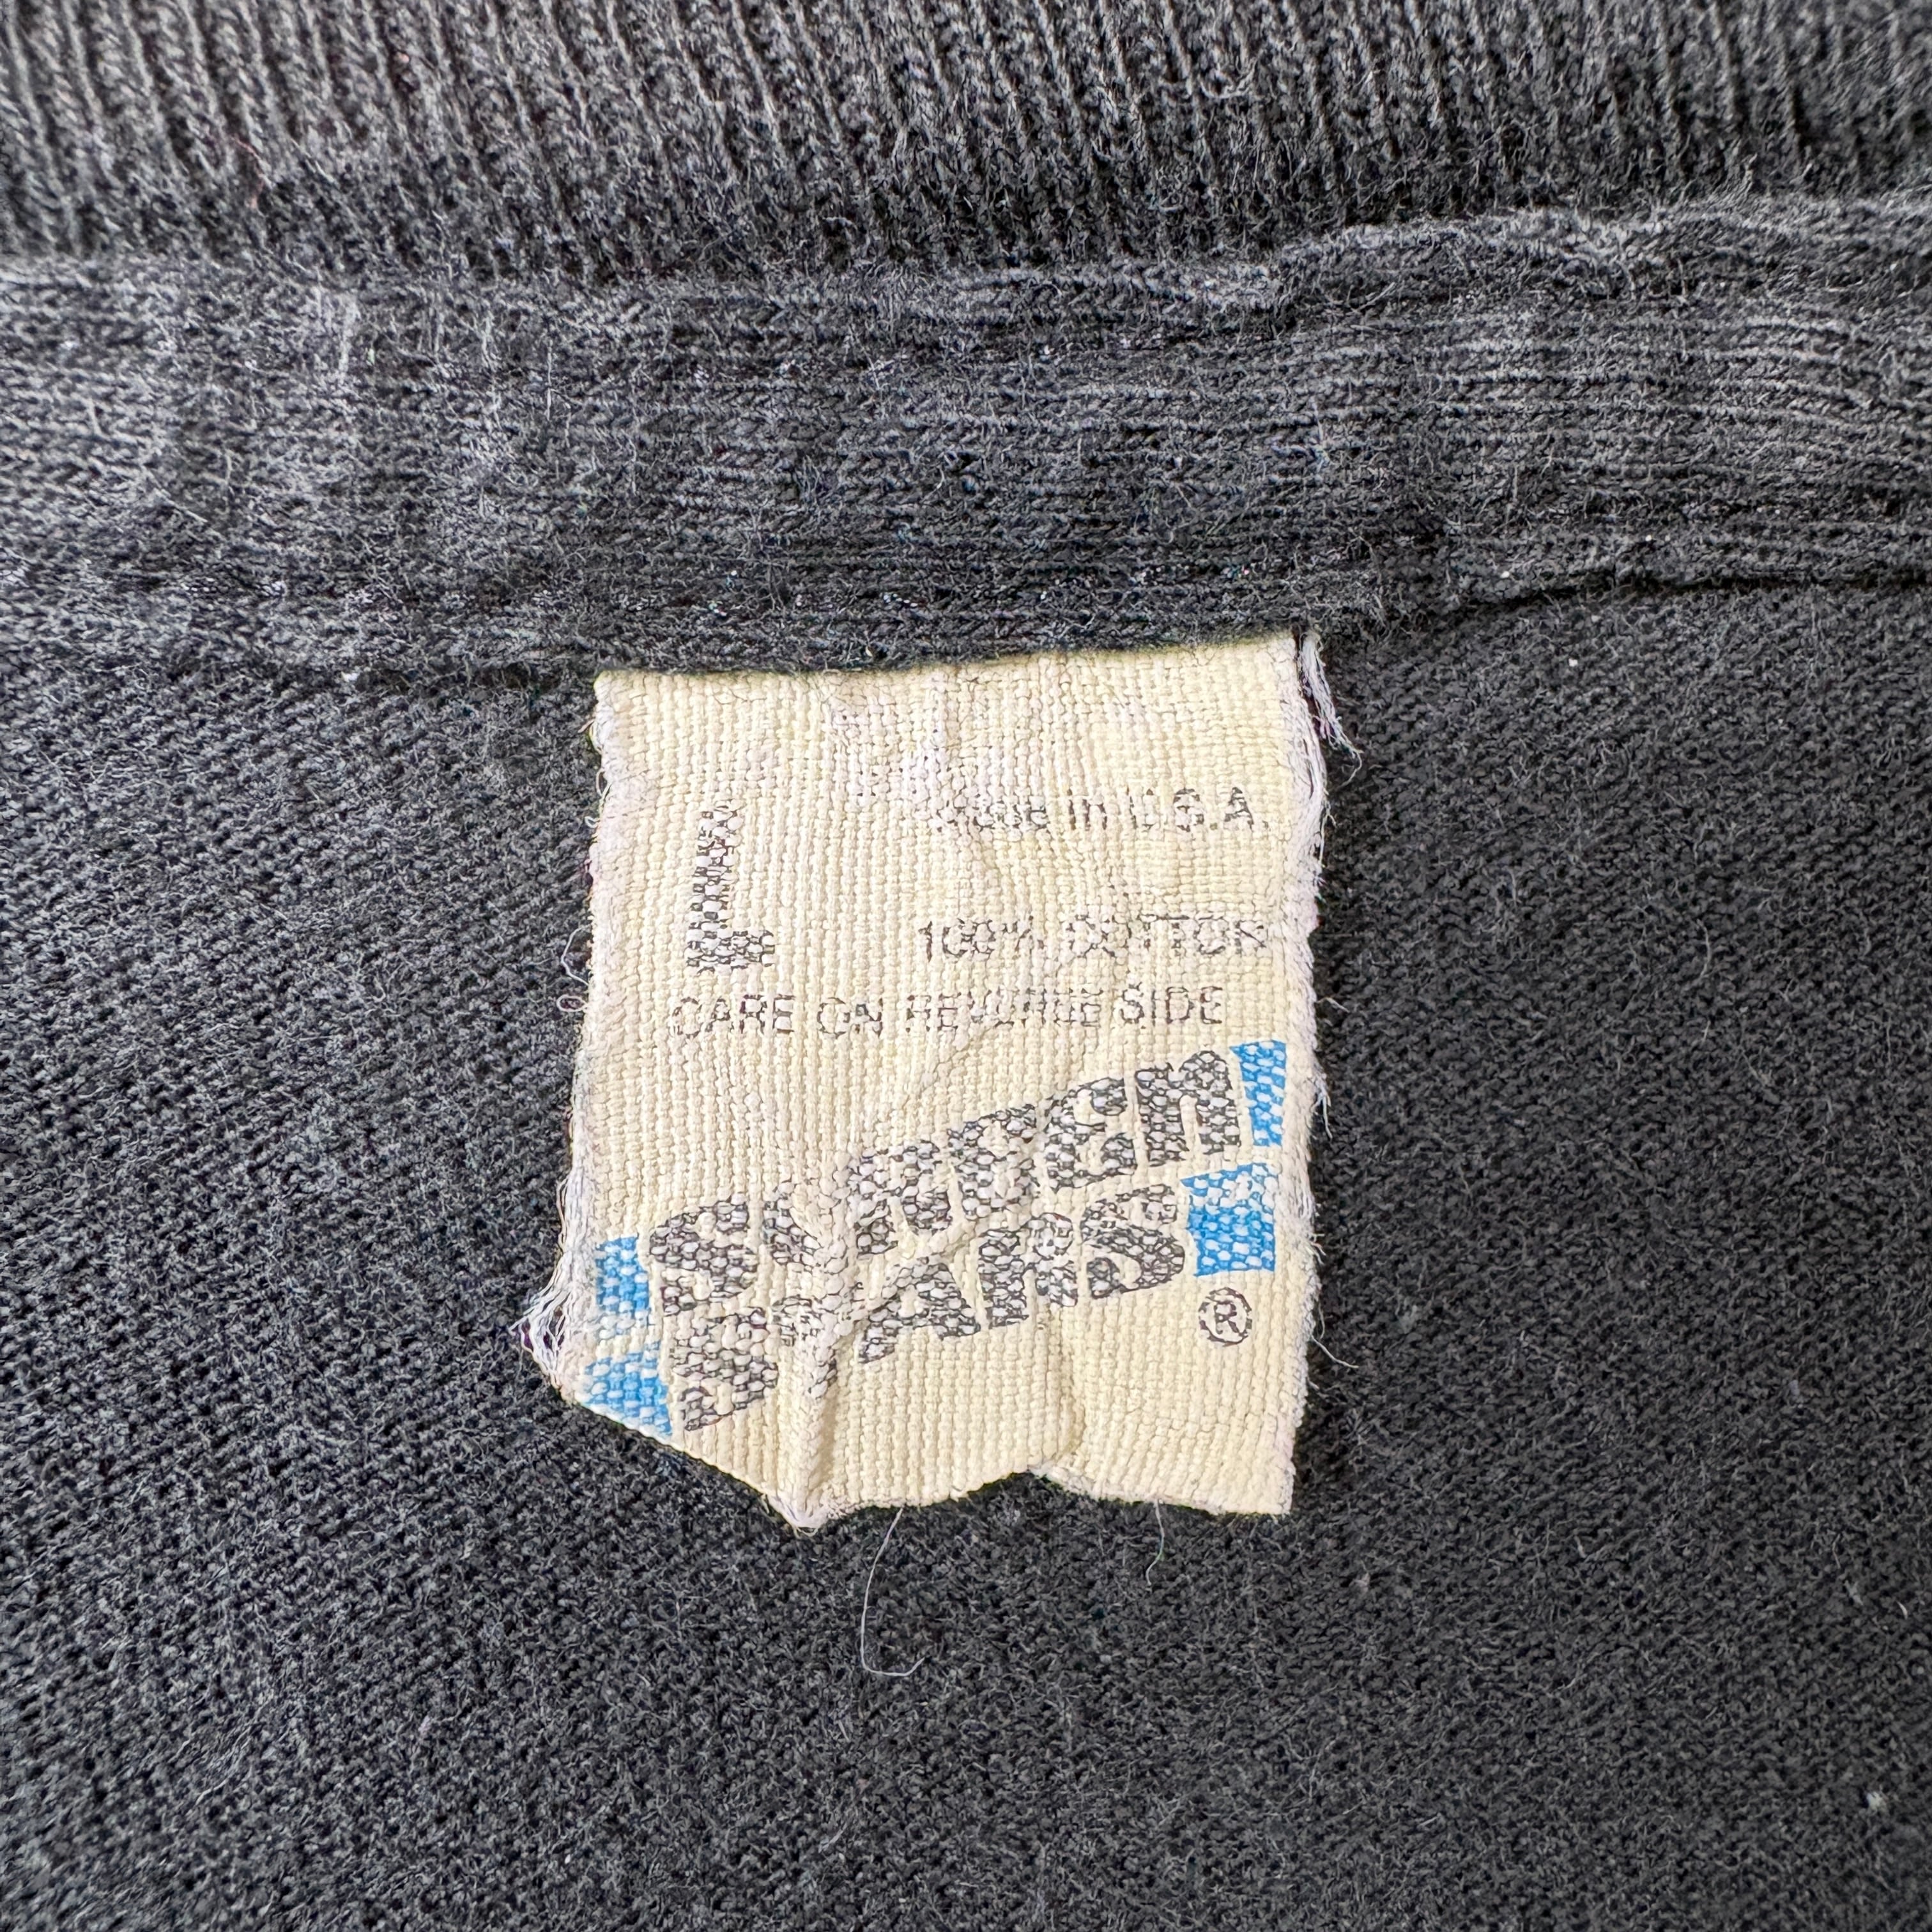 L
Made in U.S.A.
100% COTTON
CARE ON REVERSE SIDE
SCREEN
STARS
®